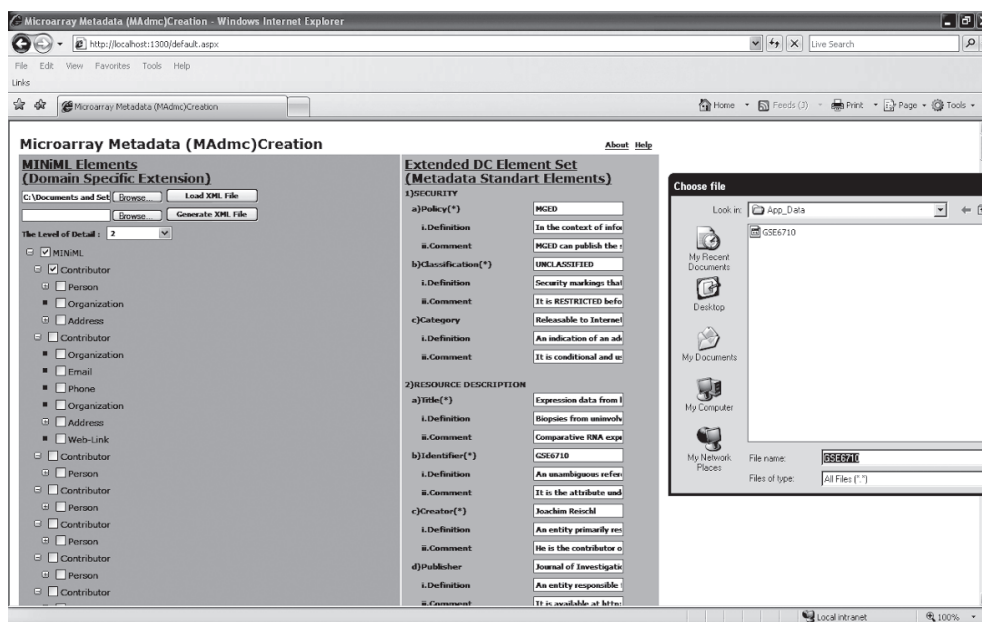 Microarray Metadata (MAdmc)Creation - Windows Internet Explorer
http://localhost:1300/default.aspx
Live Search
File Edit View Favorites Tools Help
Links
Microarray Metadata (MAdmc)Creation
Home Feeds (J) Print Page Tools
Microarray Metadata (MAdmc)Creation
About Help
MINiML Elements
(Domain Specific Extension)
C:\Documents and Set Browse... Load XML File
Browse... Generate XML File
The Level of Detail : 2
MINiML
Contributor
Person
Organization
Address
Contributor
Organization
Email
Phone
Organization
Address
Web-Link
Contributor
Person
Contributor
Person
Contributor
Person
Contributor
Person
Contributor
Extended DC Element Set
(Metadata Standart Elements)
1)SECURITY
a)Policy(*) MGED
i.Definition In the context of infor
ii.Comment MGED can publish the s
b)Classification(*) UNCLASSIFIED
i.Definition Security markings that
ii.Comment It is RESTRICTED befo
c)Category Releasable to Internet
i.Definition An indication of an ad
ii.Comment It is conditional and us
2)RESOURCE DESCRIPTION
a)Title(*) Expression data from l
i.Definition Biopsies from uninvolv
ii.Comment Comparative RNA expr
b)Identifier(*) GSE6710
i.Definition An unambiguous refer
ii.Comment It is the attribute und
c)Creator(*) Joachim Reischl
i.Definition An entity primarily res
ii.Comment He is the contributor o
d)Publisher Journal of Investigatic
i.Definition An entity responsible
ii.Comment It is available at http:
Choose file
Look in: App_Data
GSE6710
My Recent
Documents
Desktop
My Documents
My Computer
My Network
Places
File name: GSE6710
Files of type: All Files (*.*)
Local intranet 100%